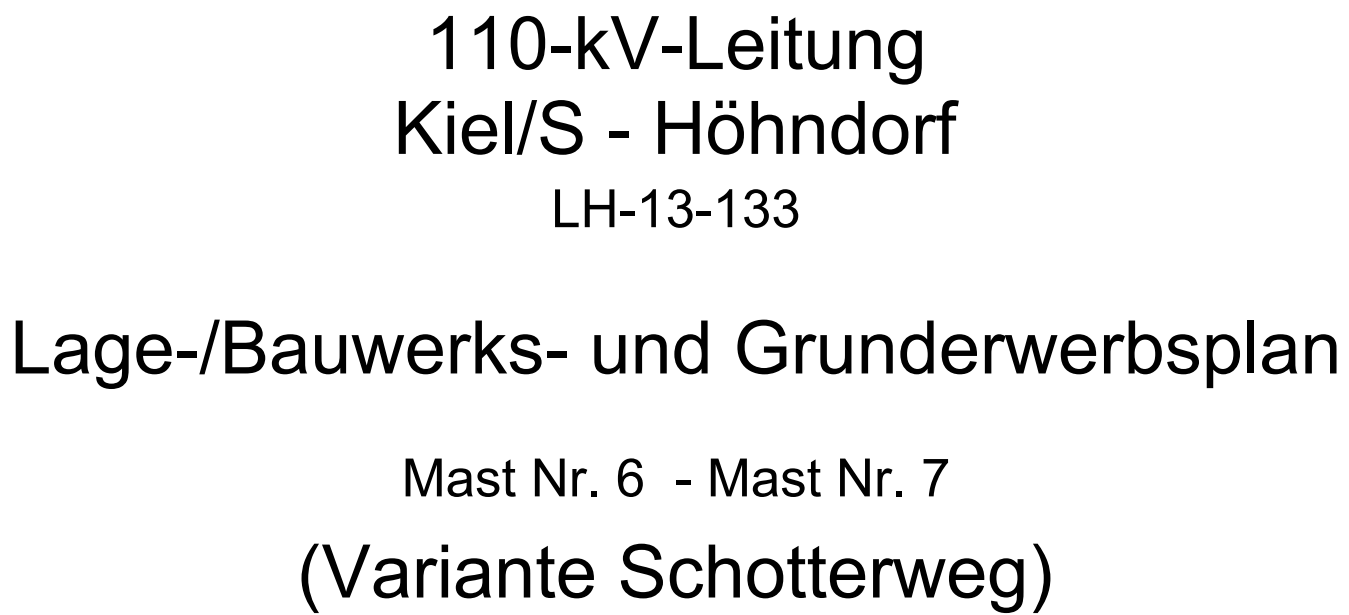 110-kV-Leitung
Kiel/S - Höhndorf
LH-13-133
Lage-/Bauwerks- und Grunderwerbsplan
Mast Nr. 6 - Mast Nr. 7
(Variante Schotterweg)